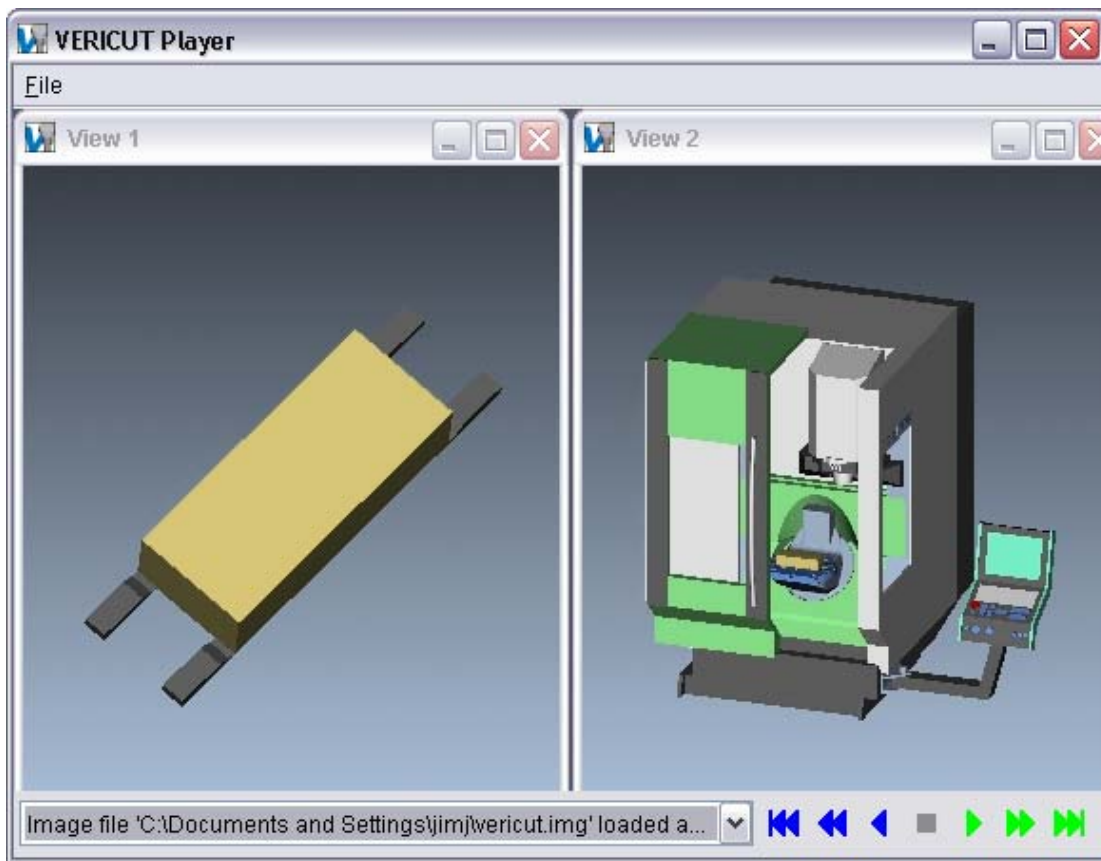 VERICUT Player
File
View 1
View 2
Image file 'C:\Documents and Settings\jimj\vericut.img' loaded a...